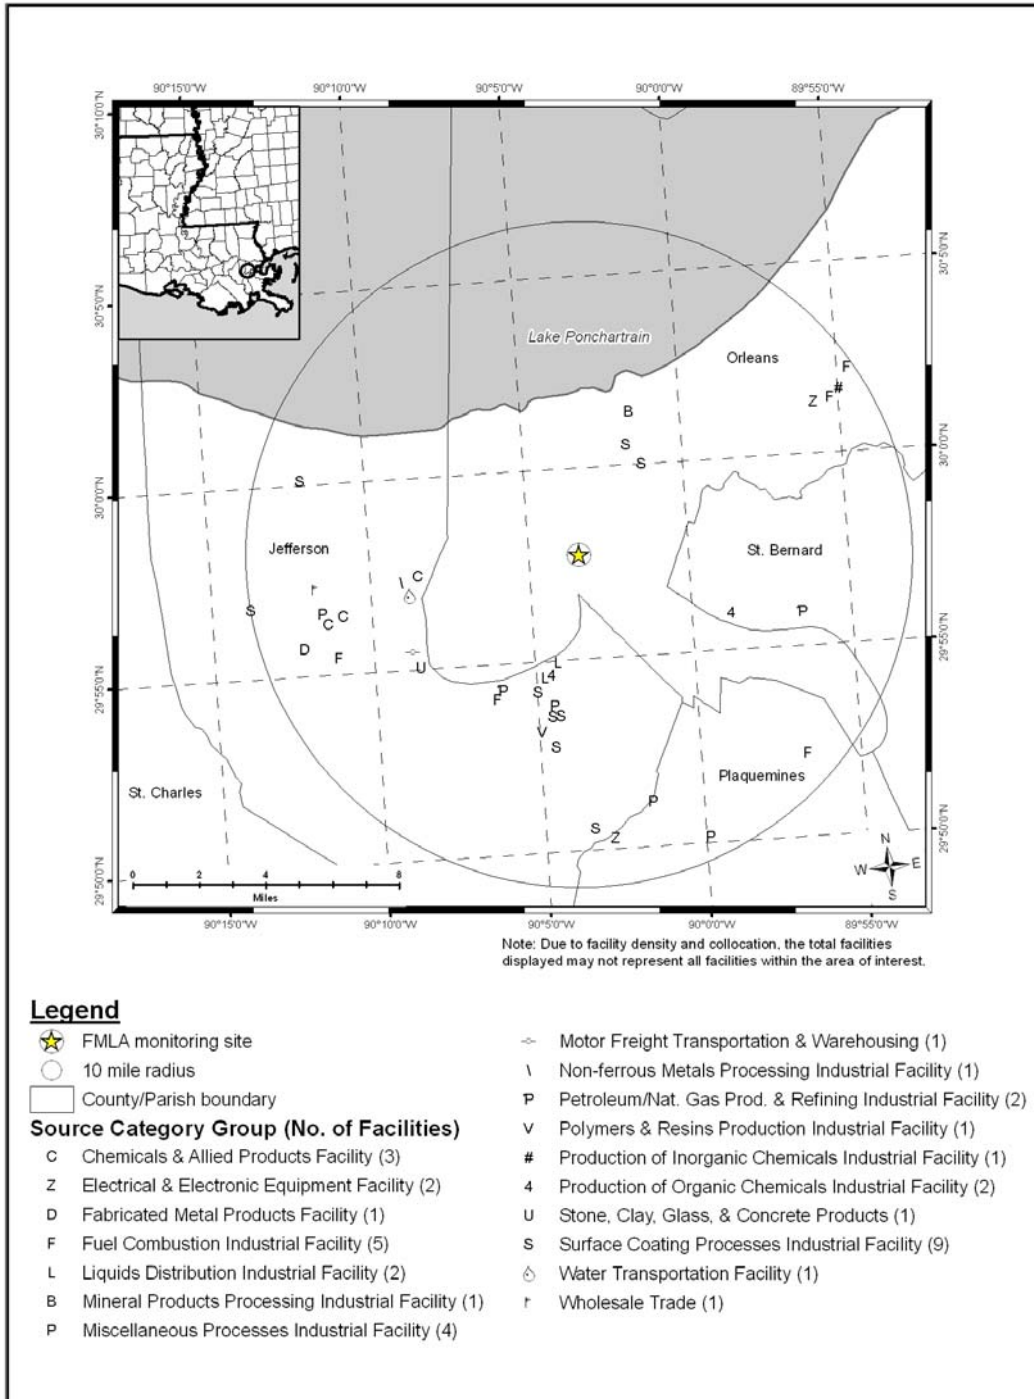 90°15'0"W 90°10'0"W 90°5'0"W 90°0'0"W 89°55'0"W
30°10'0"N
30°5'0"N
30°5'0"N
Lake Ponchartrain
Orleans
F
#
Z F
B
S
S
30°0'0"N
S
30°0'0"N
Jefferson
St. Bernard
C
\
S
P C
C
4 P
29°55'0"N
D
F
U
L
L 4
29°55'0"N
P
F
S
P
S S
V
S
F
Plaquemines
St. Charles
P
S
Z
P
29°50'0"N
29°50'0"N
N
W E
S
0 2 4 8
Miles
90°15'0"W 90°10'0"W 90°5'0"W 90°0'0"W 89°55'0"W
Note: Due to facility density and collocation, the total facilities
displayed may not represent all facilities within the area of interest.
Legend
FMLA monitoring site
10 mile radius
County/Parish boundary
Source Category Group (No. of Facilities)
C Chemicals & Allied Products Facility (3)
Z Electrical & Electronic Equipment Facility (2)
D Fabricated Metal Products Facility (1)
F Fuel Combustion Industrial Facility (5)
L Liquids Distribution Industrial Facility (2)
B Mineral Products Processing Industrial Facility (1)
P Miscellaneous Processes Industrial Facility (4)
Motor Freight Transportation & Warehousing (1)
\ Non-ferrous Metals Processing Industrial Facility (1)
P Petroleum/Nat. Gas Prod. & Refining Industrial Facility (2)
V Polymers & Resins Production Industrial Facility (1)
# Production of Inorganic Chemicals Industrial Facility (1)
4 Production of Organic Chemicals Industrial Facility (2)
U Stone, Clay, Glass, & Concrete Products (1)
S Surface Coating Processes Industrial Facility (9)
Water Transportation Facility (1)
Wholesale Trade (1)